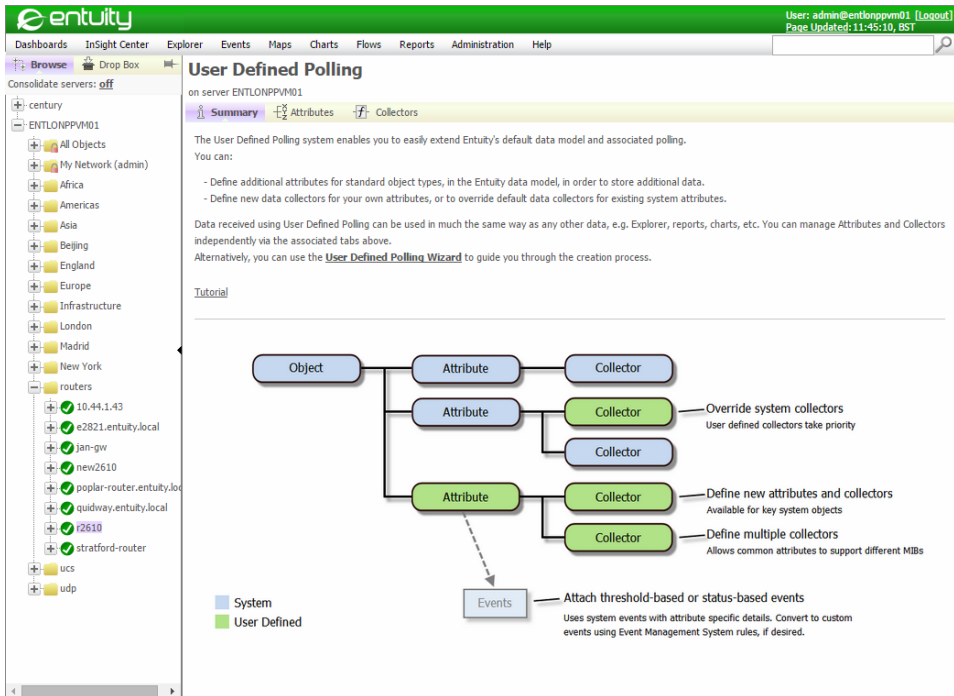 entuity
User: admin@entlonppvm01 [Logout]
Page Updated: 11:45:10, BST
Dashboards InSight Center Explorer Events Maps Charts Flows Reports Administration Help
Browse Drop Box
Consolidate servers: off
century
ENTLONPPVM01
All Objects
My Network (admin)
Africa
Americas
Asia
Beijing
England
Europe
Infrastructure
London
Madrid
New York
routers
10.44.1.43
e2821.entuity.local
jan-gw
new2610
poplar-router.entuity.loc
quidway.entuity.local
r2610
stratford-router
ucs
udp
User Defined Polling
on server ENTLONPPVM01
Summary Attributes Collectors
The User Defined Polling system enables you to easily extend Entuity's default data model and associated polling.
You can:
- Define additional attributes for standard object types, in the Entuity data model, in order to store additional data.
- Define new data collectors for your own attributes, or to override default data collectors for existing system attributes.
Data received using User Defined Polling can be used in much the same way as any other data, e.g. Explorer, reports, charts, etc. You can manage Attributes and Collectors
independently via the associated tabs above.
Alternatively, you can use the User Defined Polling Wizard to guide you through the creation process.
Tutorial
Object Attribute Collector
Attribute Collector Override system collectors
User defined collectors take priority
Collector
Attribute Collector Define new attributes and collectors
Available for key system objects
Collector Define multiple collectors
Allows common attributes to support different MIBs
Events Attach threshold-based or status-based events
Uses system events with attribute specific details. Convert to custom
events using Event Management System rules, if desired.
System
User Defined